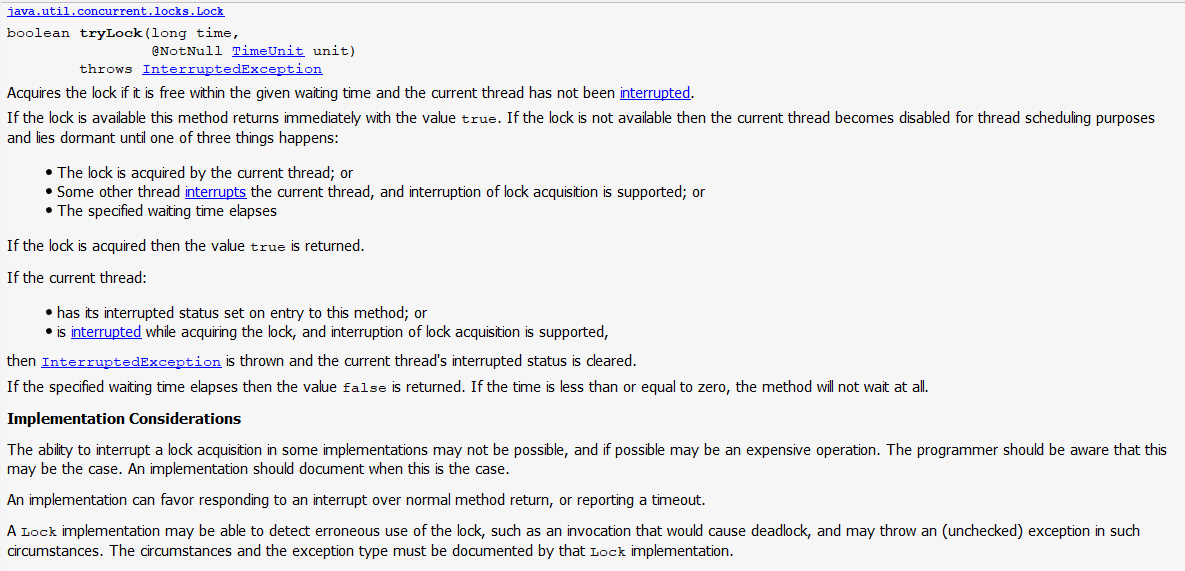 java.util.concurrent.locks.Lock
boolean tryLock(long time,
@NotNull TimeUnit unit)
throws InterruptedException
Acquires the lock if it is free within the given waiting time and the current thread has not been interrupted.
If the lock is available this method returns immediately with the value true. If the lock is not available then the current thread becomes disabled for thread scheduling purposes
and lies dormant until one of three things happens:
• The lock is acquired by the current thread; or
• Some other thread interrupts the current thread, and interruption of lock acquisition is supported; or
• The specified waiting time elapses
If the lock is acquired then the value true is returned.
If the current thread:
• has its interrupted status set on entry to this method; or
• is interrupted while acquiring the lock, and interruption of lock acquisition is supported,
then InterruptedException is thrown and the current thread's interrupted status is cleared.
If the specified waiting time elapses then the value false is returned. If the time is less than or equal to zero, the method will not wait at all.
Implementation Considerations
The ability to interrupt a lock acquisition in some implementations may not be possible, and if possible may be an expensive operation. The programmer should be aware that this
may be the case. An implementation should document when this is the case.
An implementation can favor responding to an interrupt over normal method return, or reporting a timeout.
A Lock implementation may be able to detect erroneous use of the lock, such as an invocation that would cause deadlock, and may throw an (unchecked) exception in such
circumstances. The circumstances and the exception type must be documented by that Lock implementation.